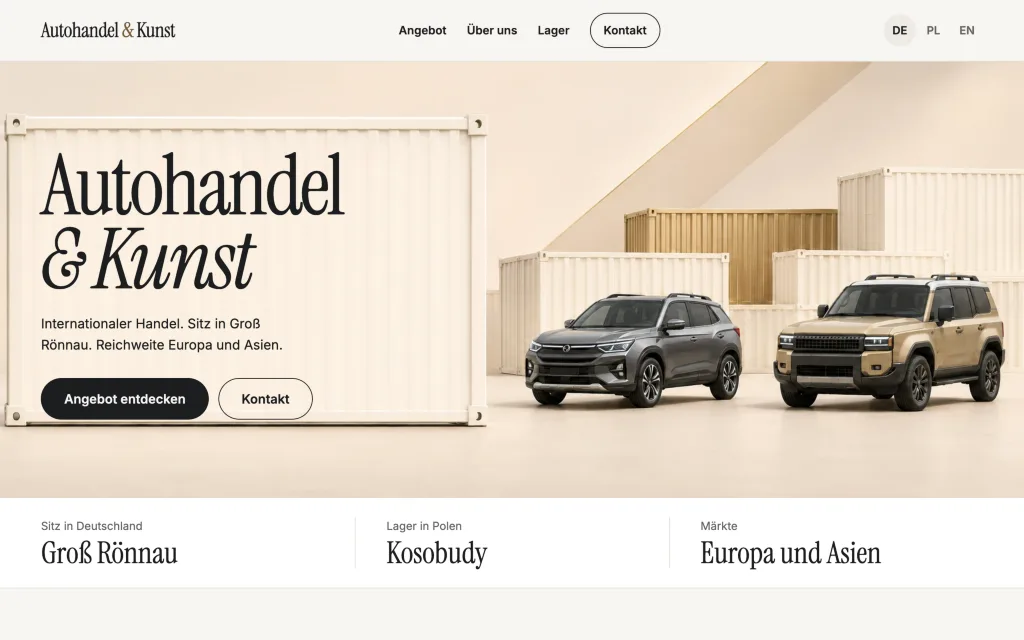 Autohandel & Kunst
Angebot
Über uns
Lager
Kontakt
DE
PL
EN
Autohandel
& Kunst
Internationaler Handel. Sitz in Groß
Rönnau. Reichweite Europa und Asien.
Angebot entdecken
Kontakt
Sitz in Deutschland
Groß Rönnau
Lager in Polen
Kosobudy
Märkte
Europa und Asien